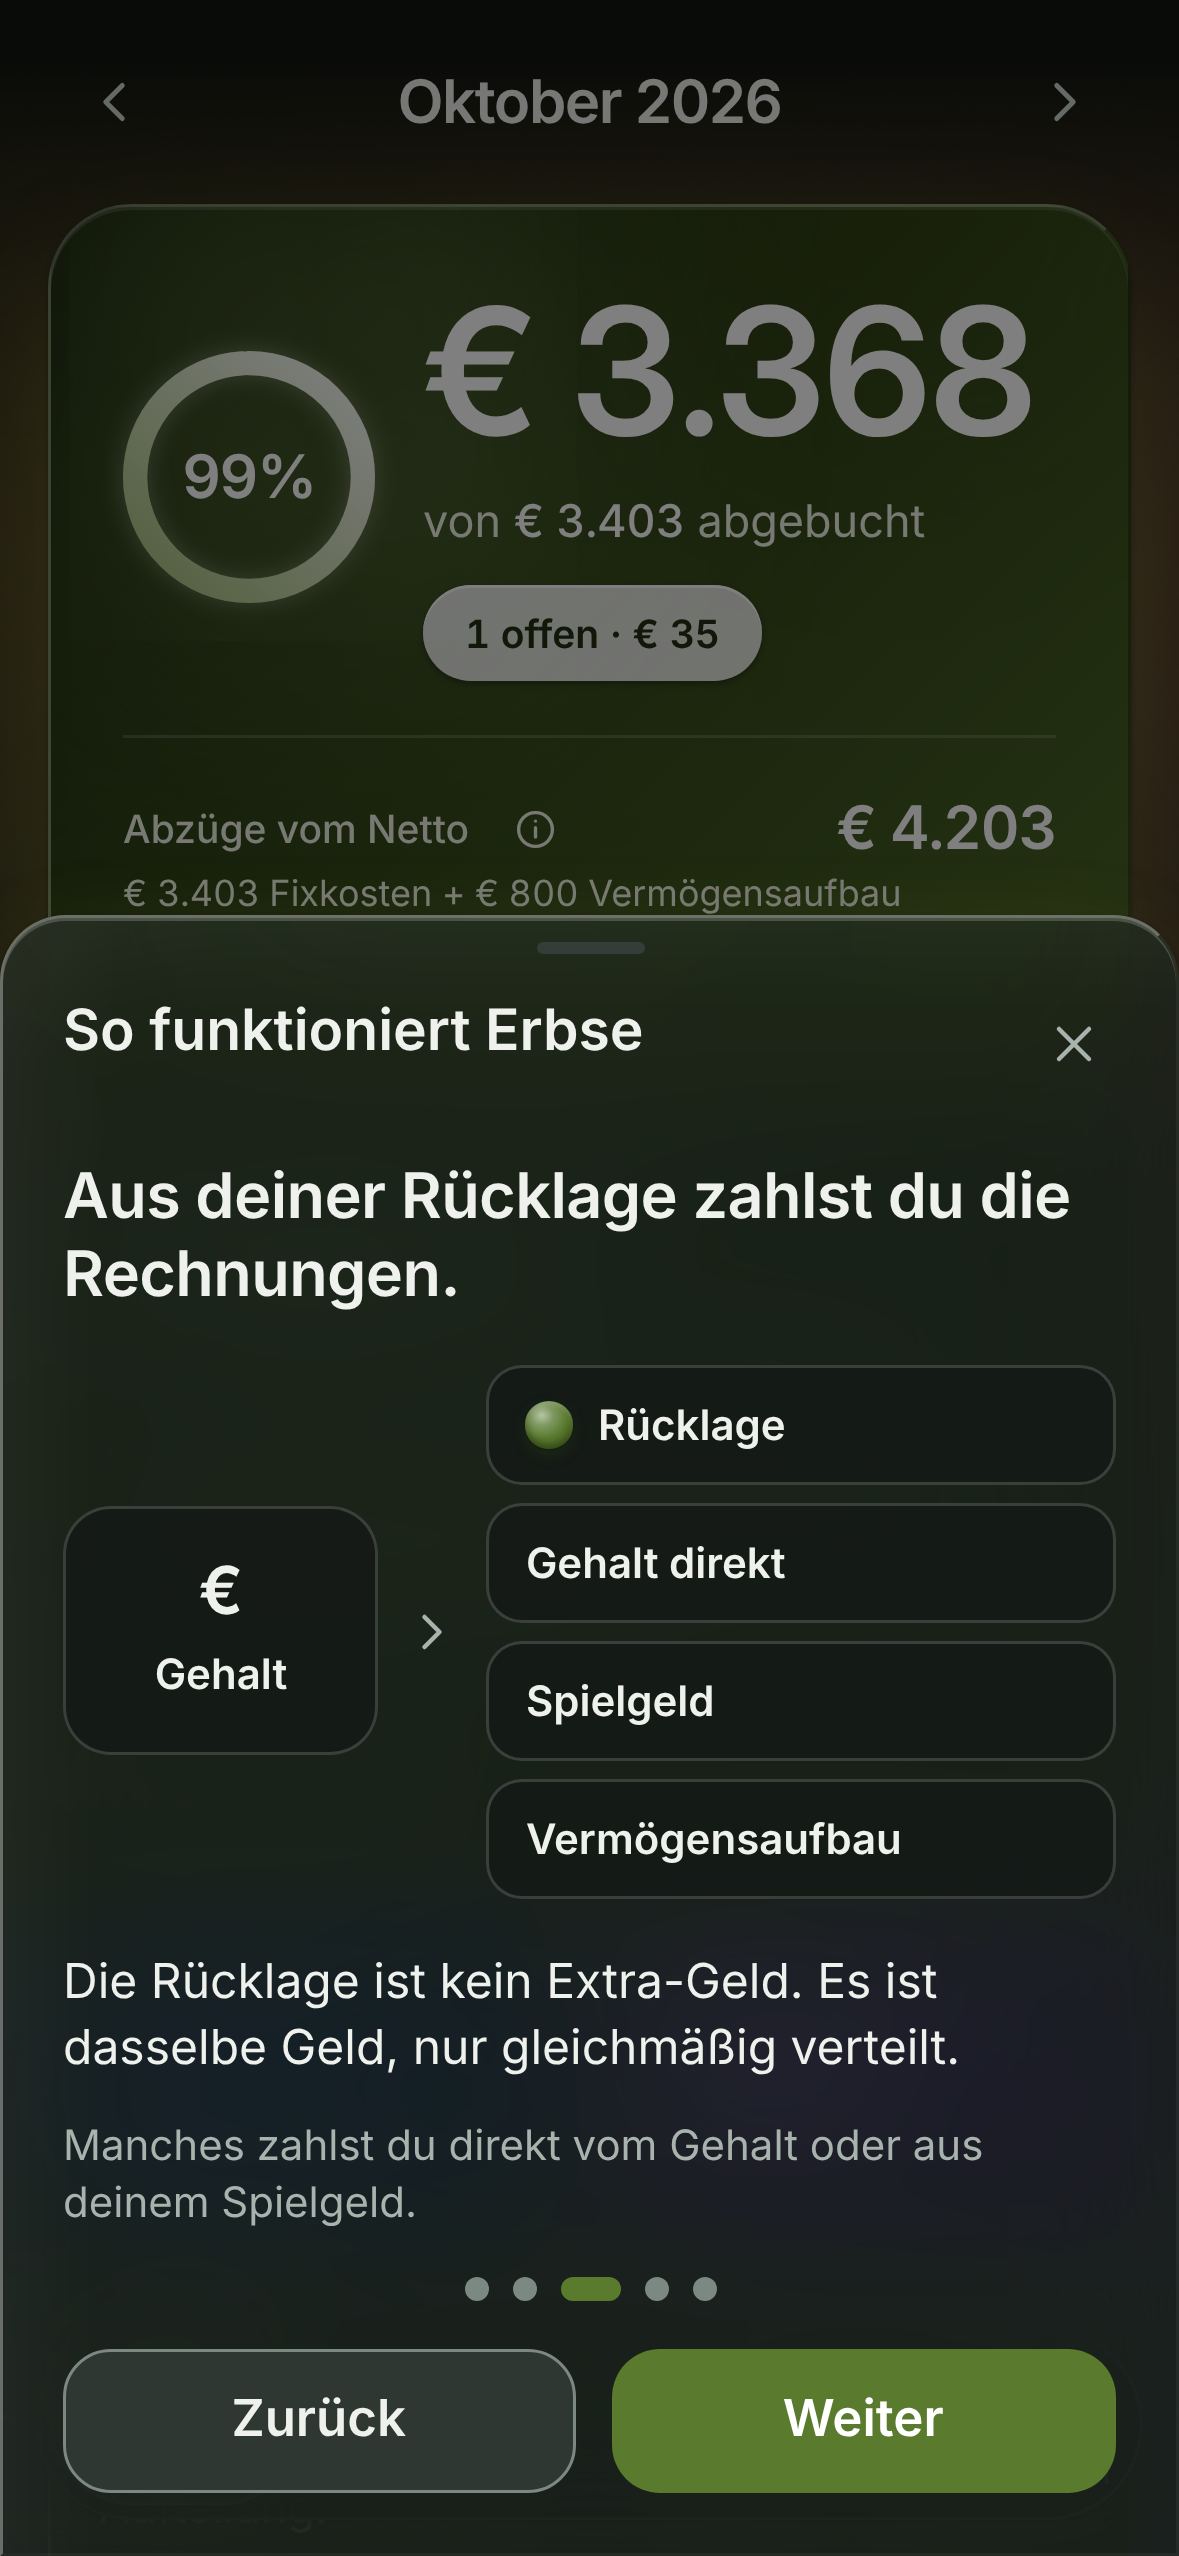 Oktober 2026
99%
€ 3.368
von € 3.403 abgebucht
1 offen · € 35
Abzüge vom Netto
€ 4.203
€ 3.403 Fixkosten + € 800 Vermögensaufbau
So funktioniert Erbse
Aus deiner Rücklage zahlst du die
Rechnungen.
€
Gehalt
Rücklage
Gehalt direkt
Spielgeld
Vermögensaufbau
Die Rücklage ist kein Extra-Geld. Es ist
dasselbe Geld, nur gleichmäßig verteilt.
Manches zahlst du direkt vom Gehalt oder aus
deinem Spielgeld.
Zurück
Weiter